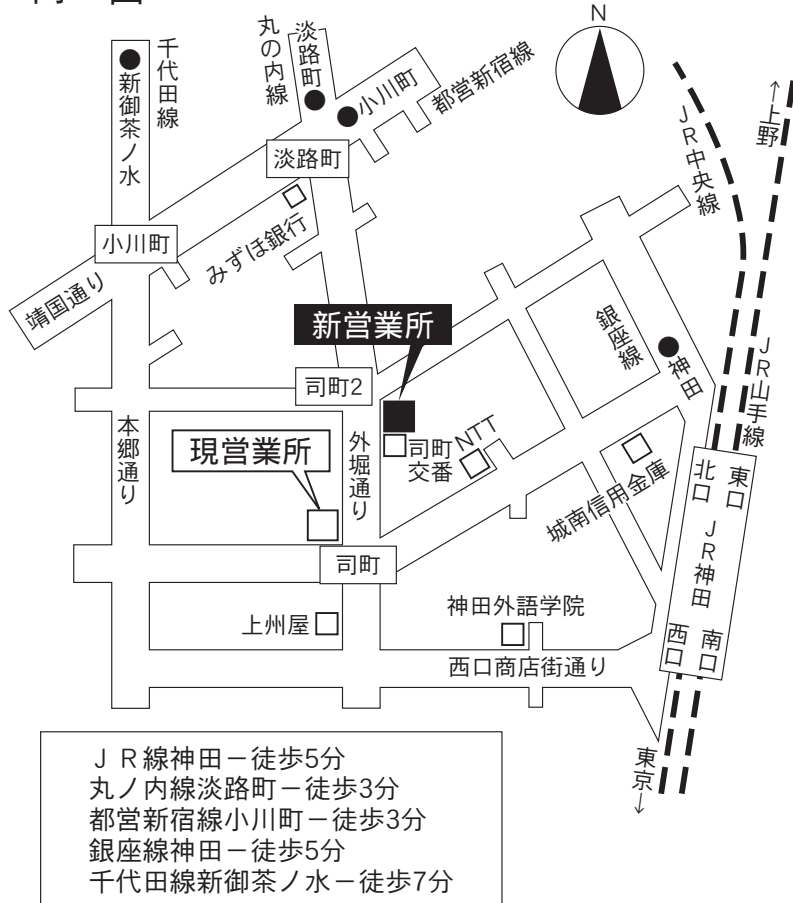 N
千代田線
新御茶ノ水
丸の内線
淡路町
小川町
都営新宿線
淡路町
小川町
みずほ銀行
靖国通り
JR中央線
←上野
新営業所
銀座線
神田
JR山手線
司町2
本郷通り
現営業所
外堀通り
司町
交番
NTT
城南信用金庫
北口
東口
JR神田
西口
南口
司町
上州屋
神田外語学院
西口商店街通り
東京→
JR線神田－徒歩5分
丸ノ内線淡路町－徒歩3分
都営新宿線小川町－徒歩3分
銀座線神田－徒歩5分
千代田線新御茶ノ水－徒歩7分